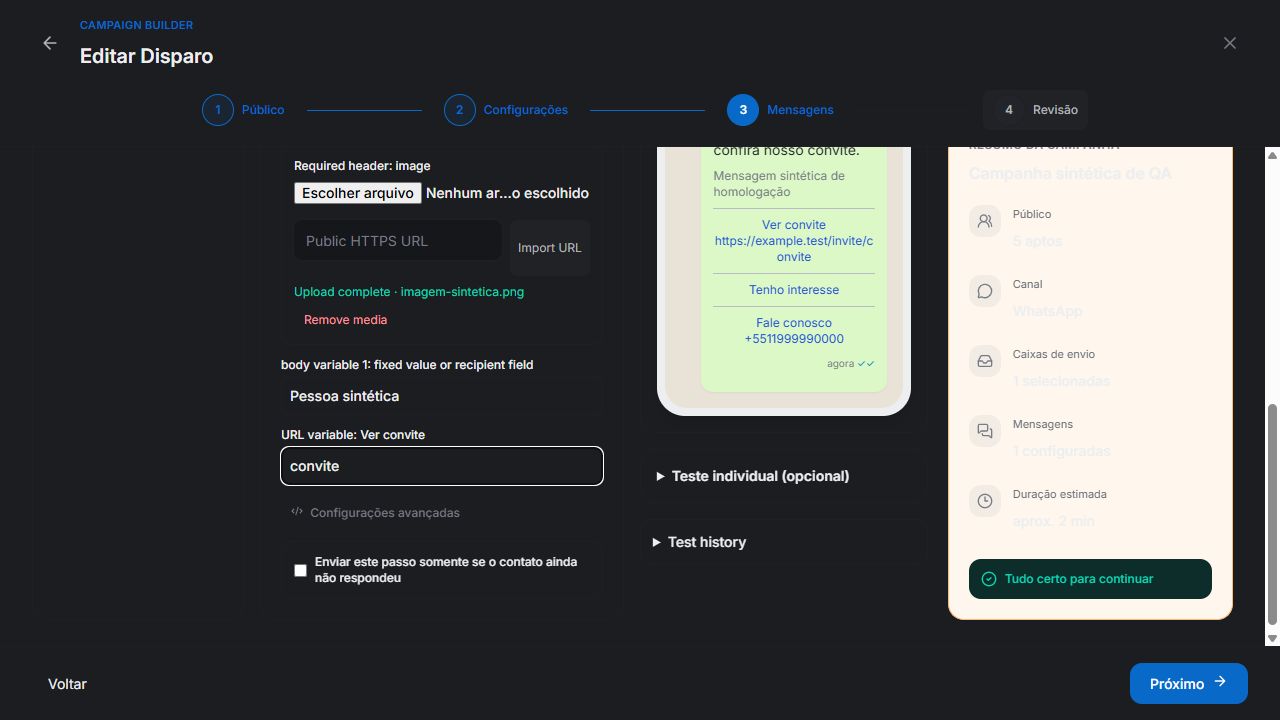 CAMPAIGN BUILDER
Editar Disparo
1 Público
2 Configurações
3 Mensagens
4 Revisão
Required header: image
Escolher arquivo Nenhum ar...o escolhido
Public HTTPS URL
Import URL
Upload complete · imagem-sintetica.png
Remove media
body variable 1: fixed value or recipient field
Pessoa sintética
URL variable: Ver convite
convite
Configurações avançadas
Enviar este passo somente se o contato ainda
não respondeu
confira nosso convite.
Mensagem sintética de
homologação
Ver convite
https://example.test/invite/c
onvite
Tenho interesse
Fale conosco
+5511999990000
agora
Teste individual (opcional)
Test history
RESUMO DA CAMPANHA
Campanha sintética de QA
Público
5 aptos
Canal
WhatsApp
Caixas de envio
1 selecionadas
Mensagens
1 configuradas
Duração estimada
aprox. 2 min
Tudo certo para continuar
Voltar
Próximo